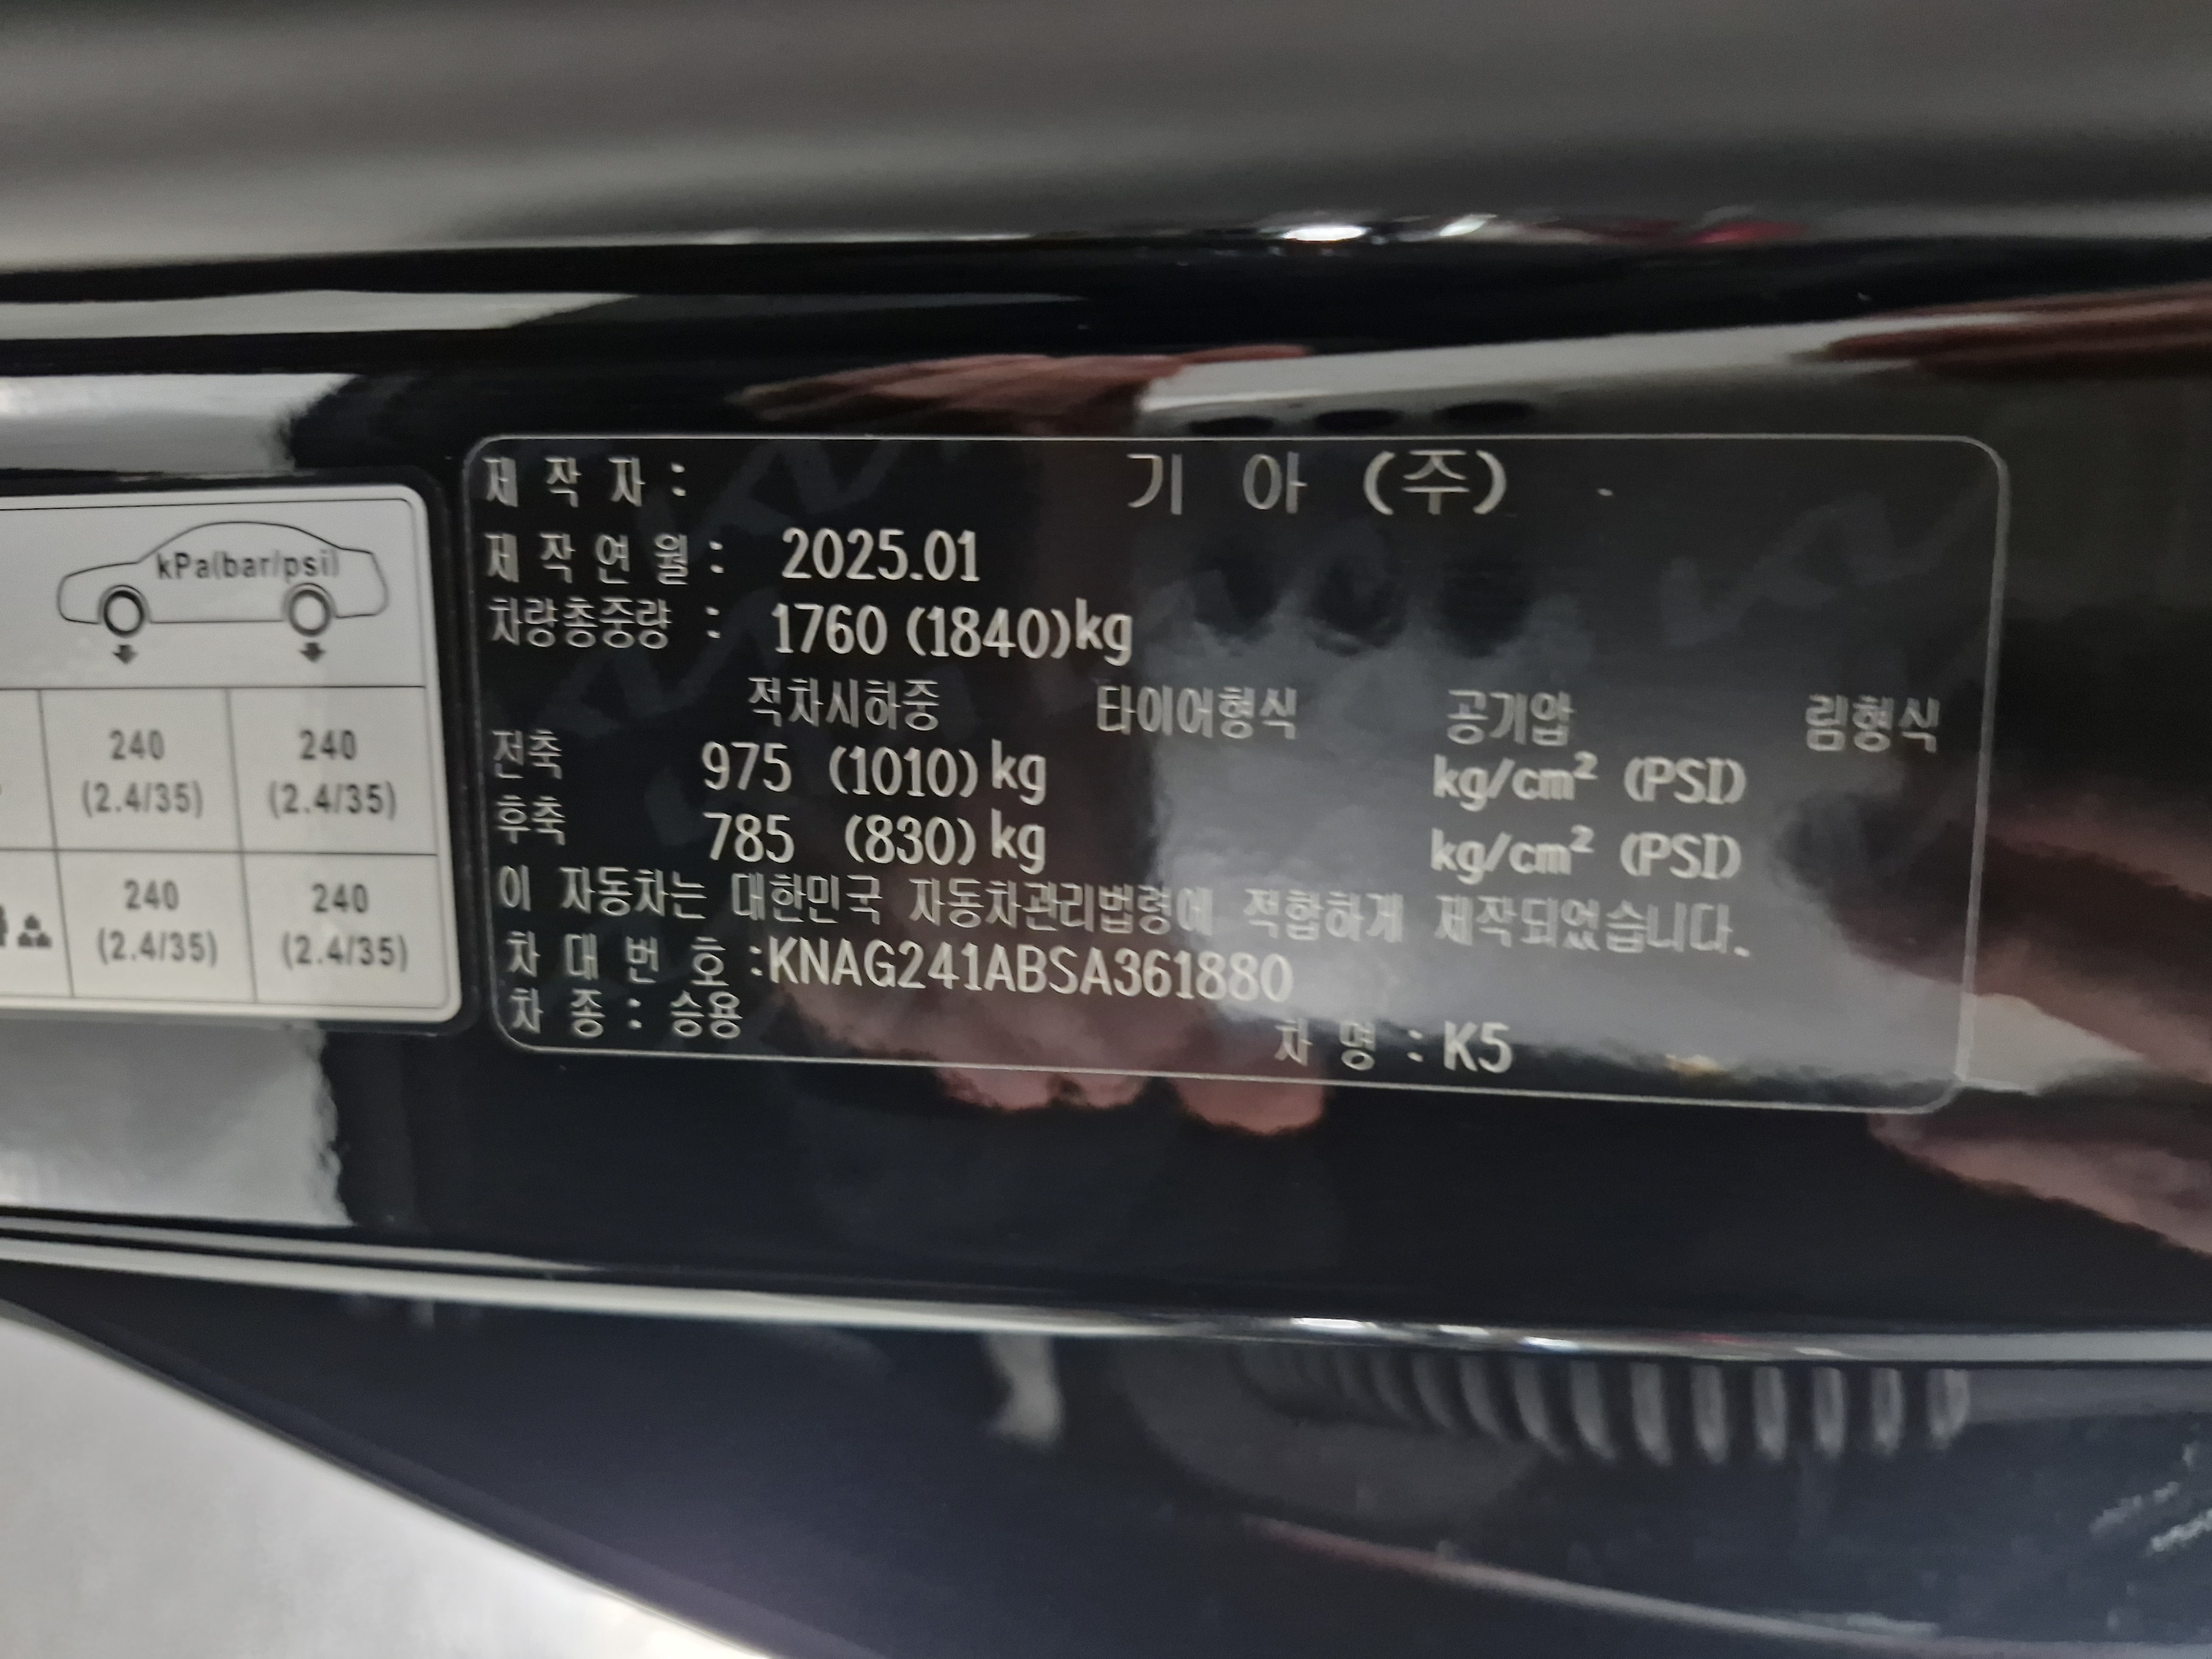 kPa(bar/psi)
240 240
(2.4/35) (2.4/35)
240 240
(2.4/35) (2.4/35)
제 작 자 : 기 아 (주)
제 작 연 월 : 2025.01
차량총중량 : 1760 (1840)kg
적차시하중 타이어형식 공기압 림형식
전축 975 (1010) kg kg/cm² (PSI)
후축 785 (830) kg kg/cm² (PSI)
이 자동차는 대한민국 자동차관리법령에 적합하게 제작되었습니다.
차 대 번 호 :KNAG241ABSA361880
차 종 : 승용 차 명 : K5